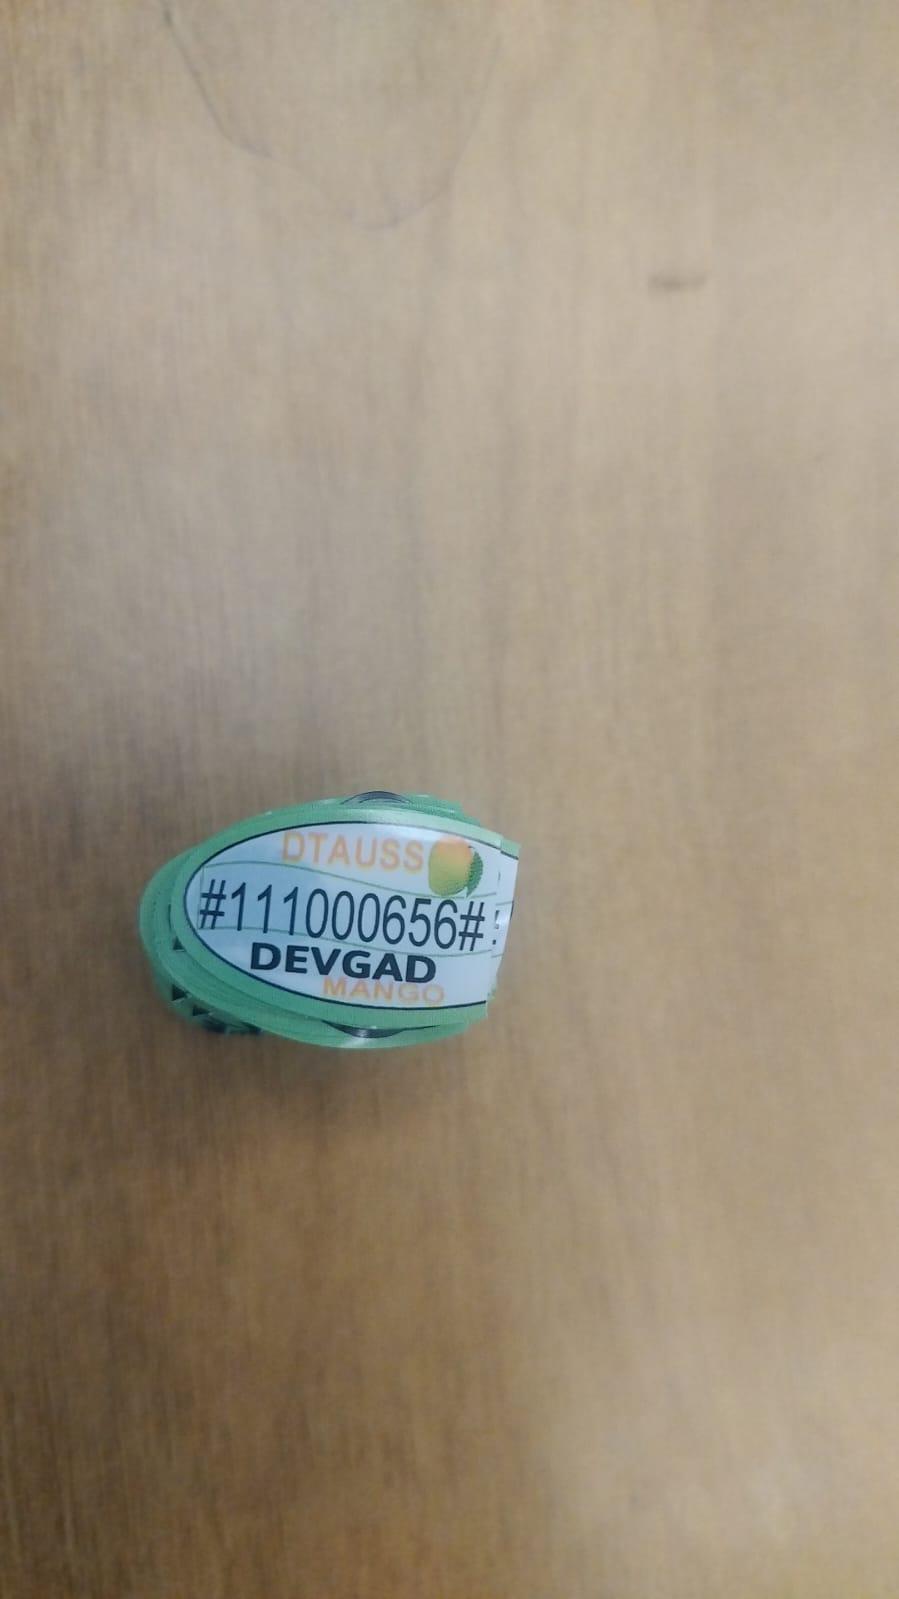 DTAUSS
#111000656#
DEVGAD
MANGO